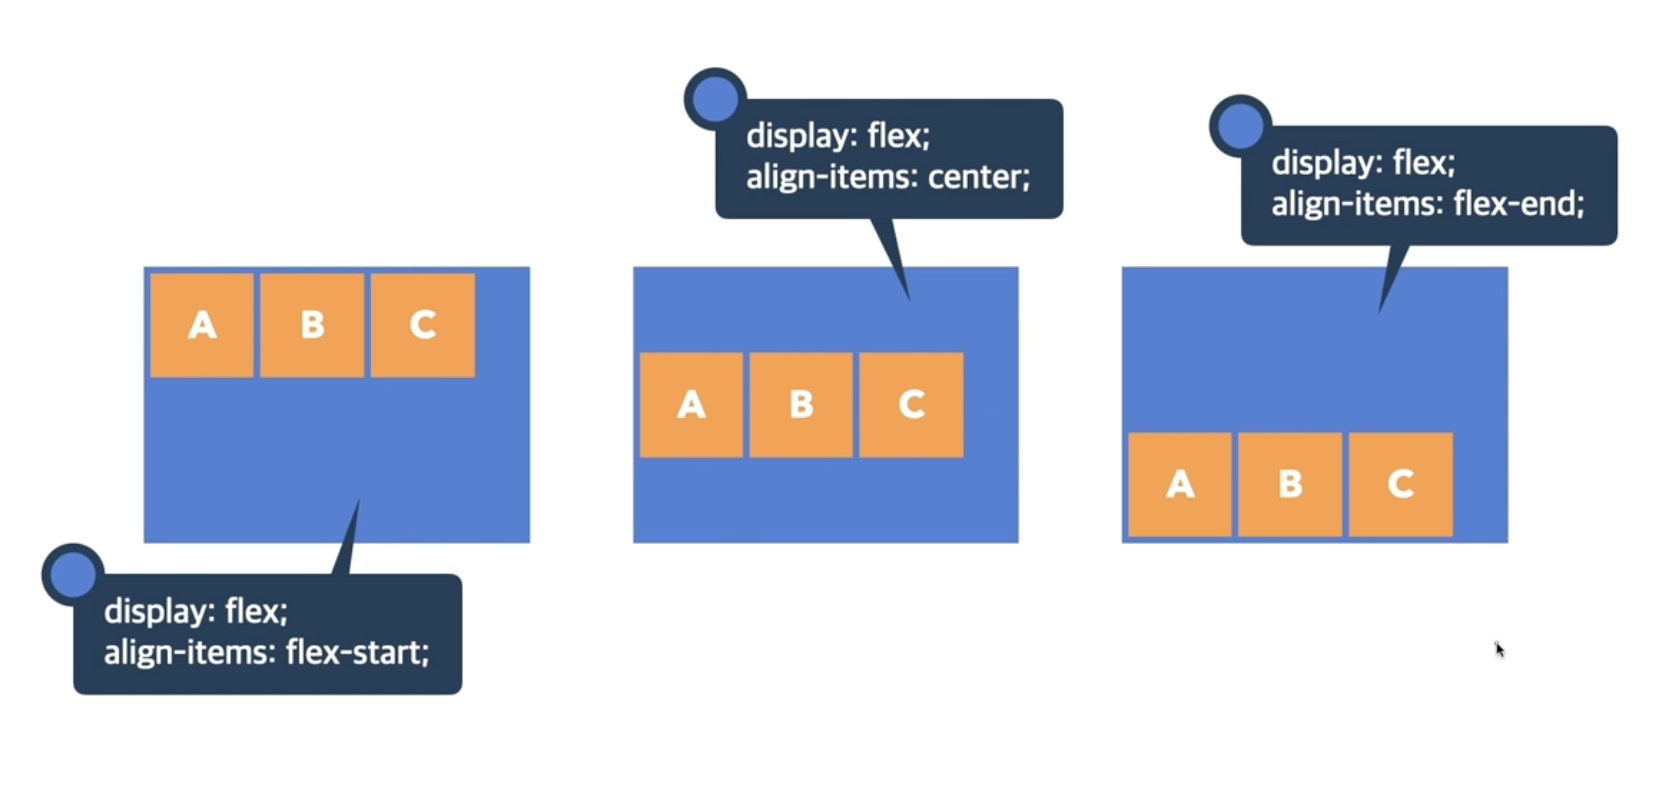 display: flex;
align-items: center;
display: flex;
align-items: flex-end;
A B C
A B C
A B C
display: flex;
align-items: flex-start;